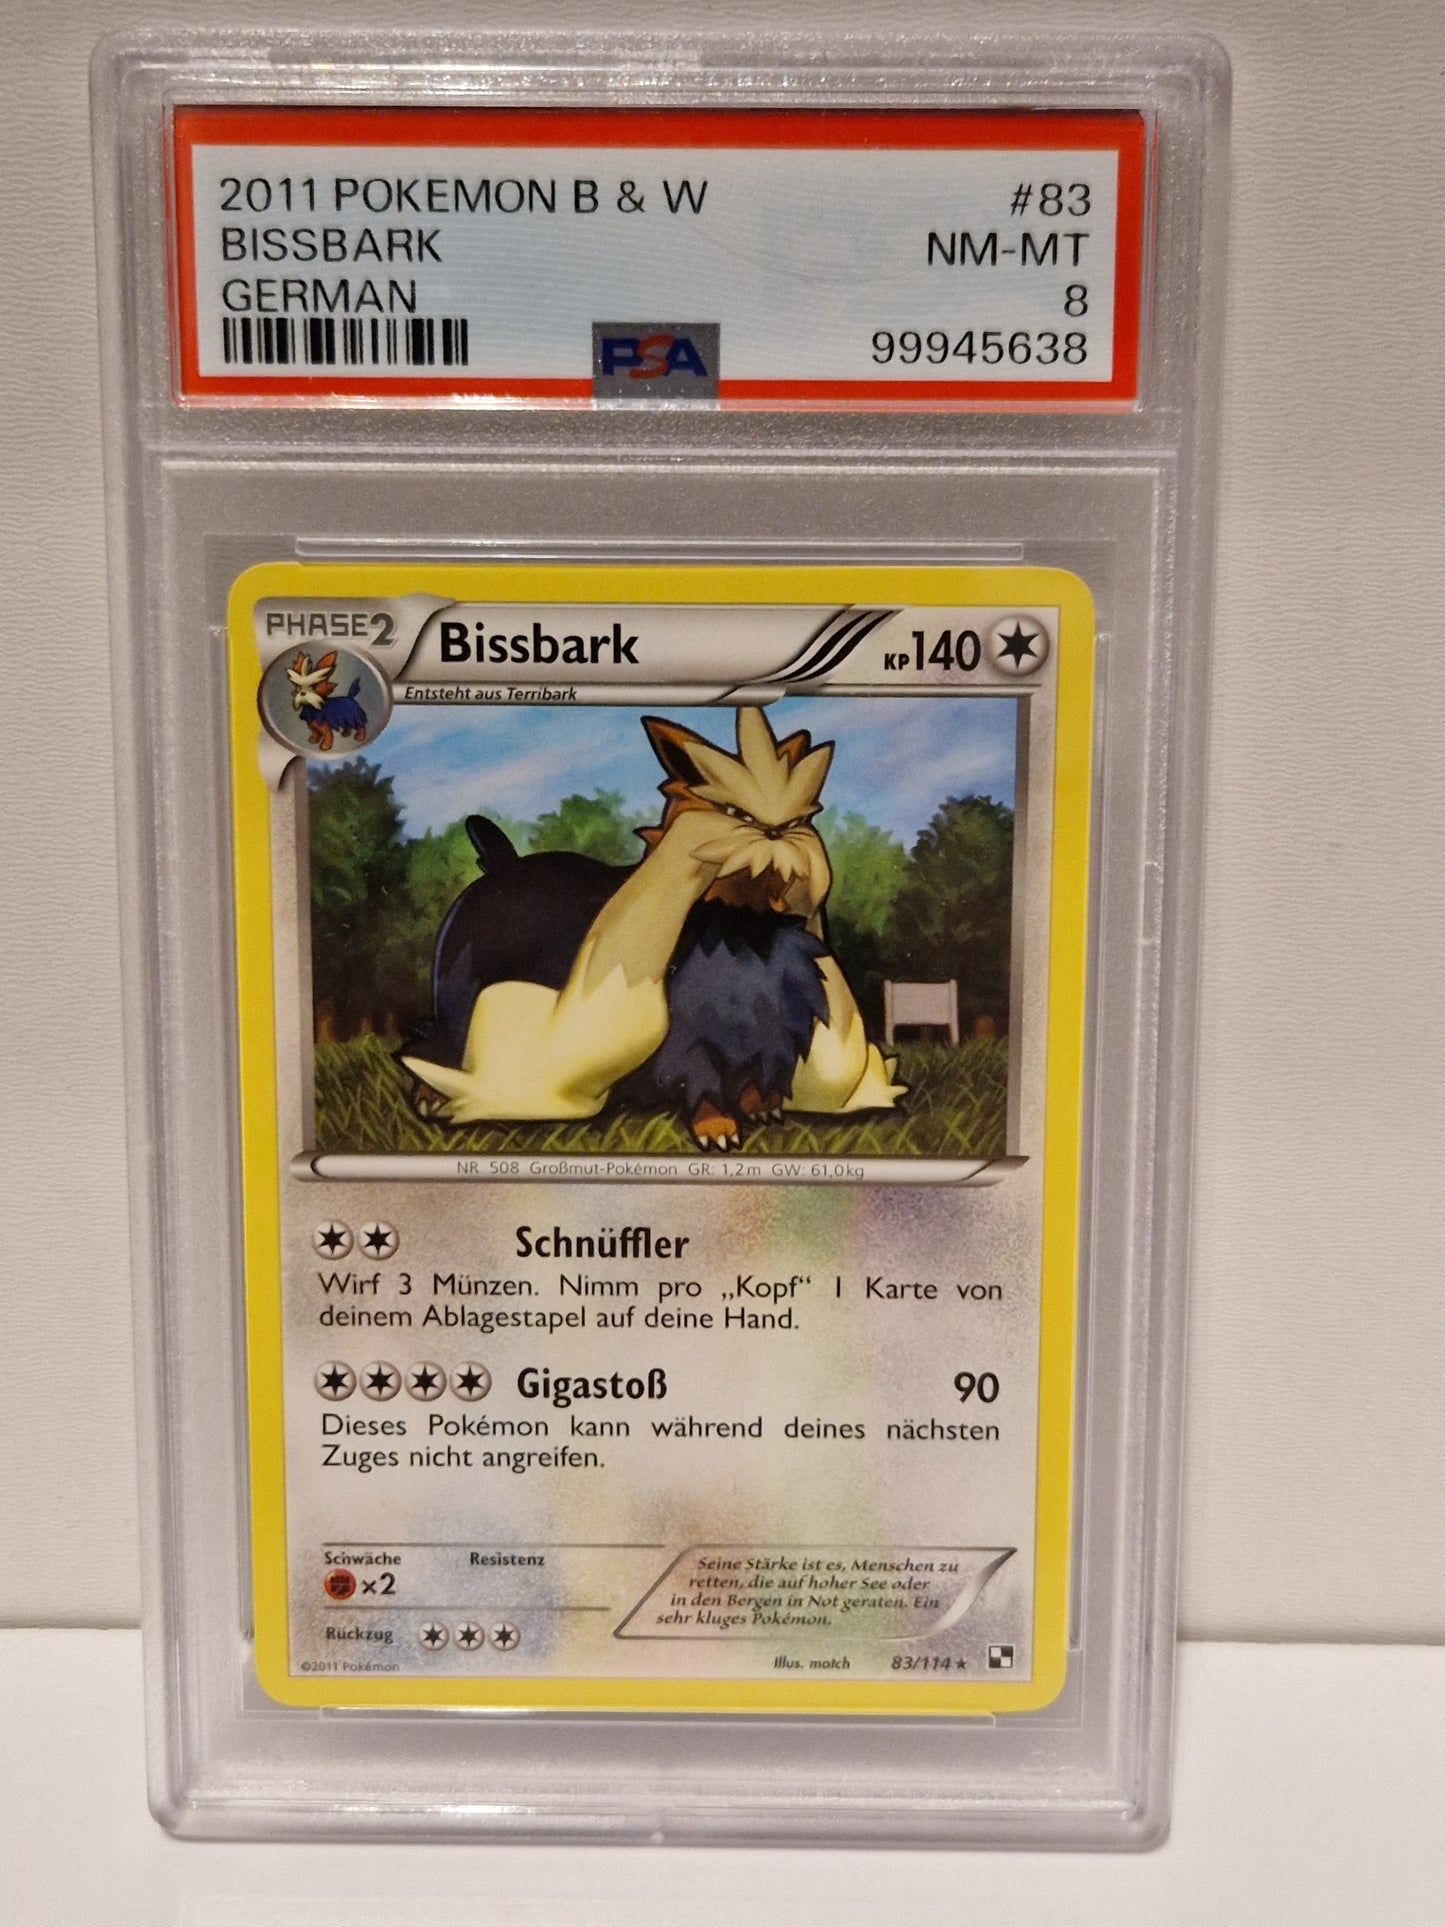 2011 POKEMON B & W #83
BISSBARK NM-MT
GERMAN 8
PSA 99945638
PHASE2 Bissbark KP140
Entsteht aus Terribark
NR. 508 Großmut-Pokémon GR: 1,2m GW: 61,0kg
Schnüffler
Wirf 3 Münzen. Nimm pro „Kopf“ 1 Karte von
deinem Ablagestapel auf deine Hand.
Gigastoß 90
Dieses Pokémon kann während deines nächsten
Zuges nicht angreifen.
Schwäche Resistenz
x2
Rückzug
Seine Stärke ist es, Menschen zu
retten, die auf hoher See oder
in den Bergen in Not geraten. Ein
sehr kluges Pokémon.
©2011 Pokémon Illus. match 83/114 ★